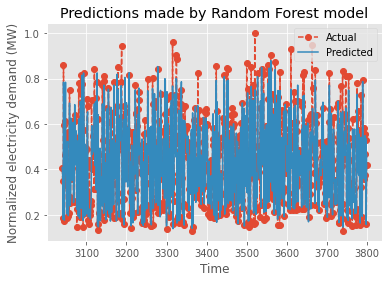 Predictions made by Random Forest model
Actual
Predicted
Normalized electricity demand (MW)
1.0
0.8
0.6
0.4
0.2
3100 3200 3300 3400 3500 3600 3700 3800
Time